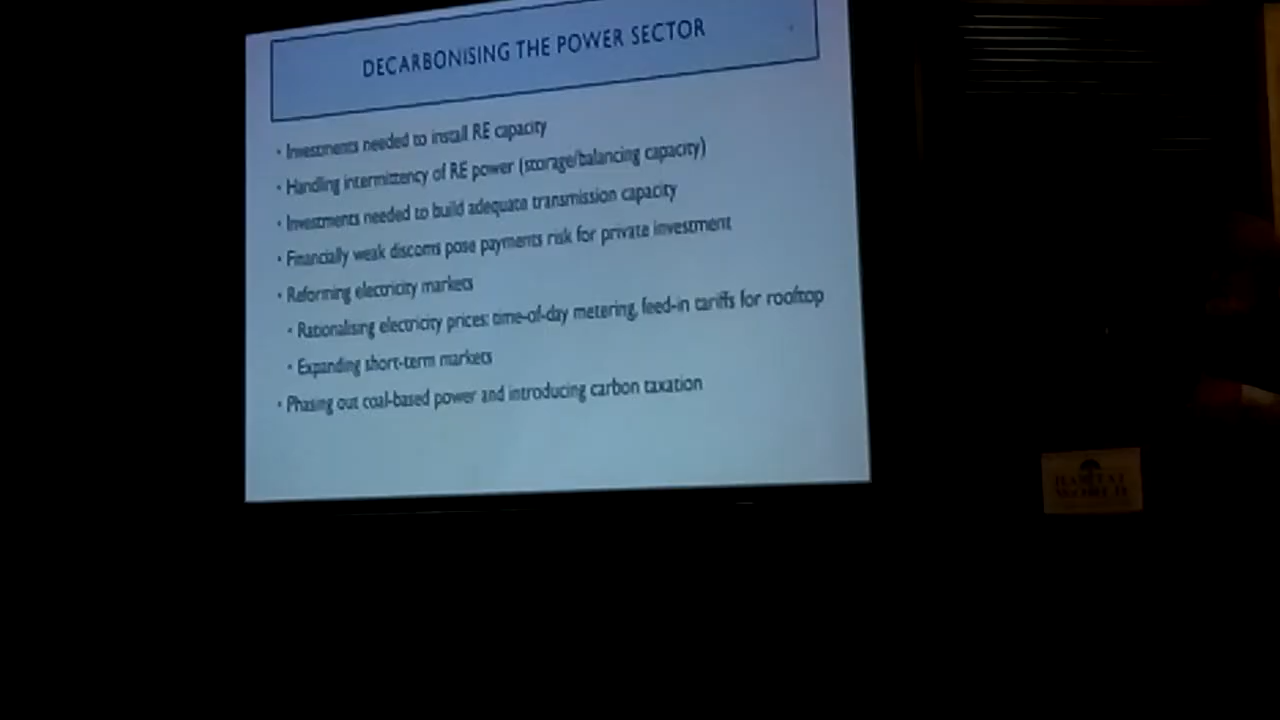 DECARBONISING THE POWER SECTOR
• Investments needed to install RE capacity
• Handling intermittency of RE power (storage/balancing capacity)
• Investments needed to build adequate transmission capacity
• Financially weak discoms pose payments risk for private investment
• Reforming electricity markets
• Rationalising electricity prices: time-of-day metering, feed-in tariffs for rooftop
• Expanding short-term markets
• Phasing out coal-based power and introducing carbon taxation
HABITAT
WORLD